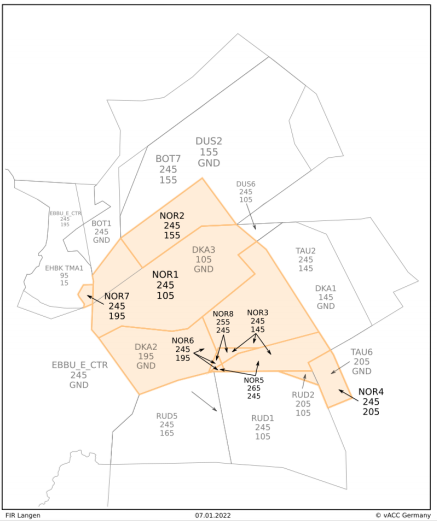 DUS2
155
GND
BOT7
245
155
DUS6
245
105
EBBU_E_CTR
245
195
BOT1
245
GND
NOR2
245
155
DKA3
105
GND
TAU2
245
145
EHBK TMA1
95
15
NOR1
245
105
DKA1
145
GND
NOR7
245
195
NOR8
255
245
NOR3
245
145
NOR6
245
195
DKA2
195
GND
TAU6
205
GND
EBBU_E_CTR
245
GND
NOR5
265
245
NOR4
245
205
RUD2
205
105
RUD5
245
165
RUD1
245
105
FIR Langen
07.01.2022
© vACC Germany